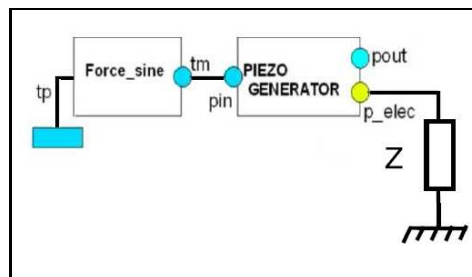 Force_sine
tm
PIEZO
GENERATOR
pout
tp
pin
p_elec
Z